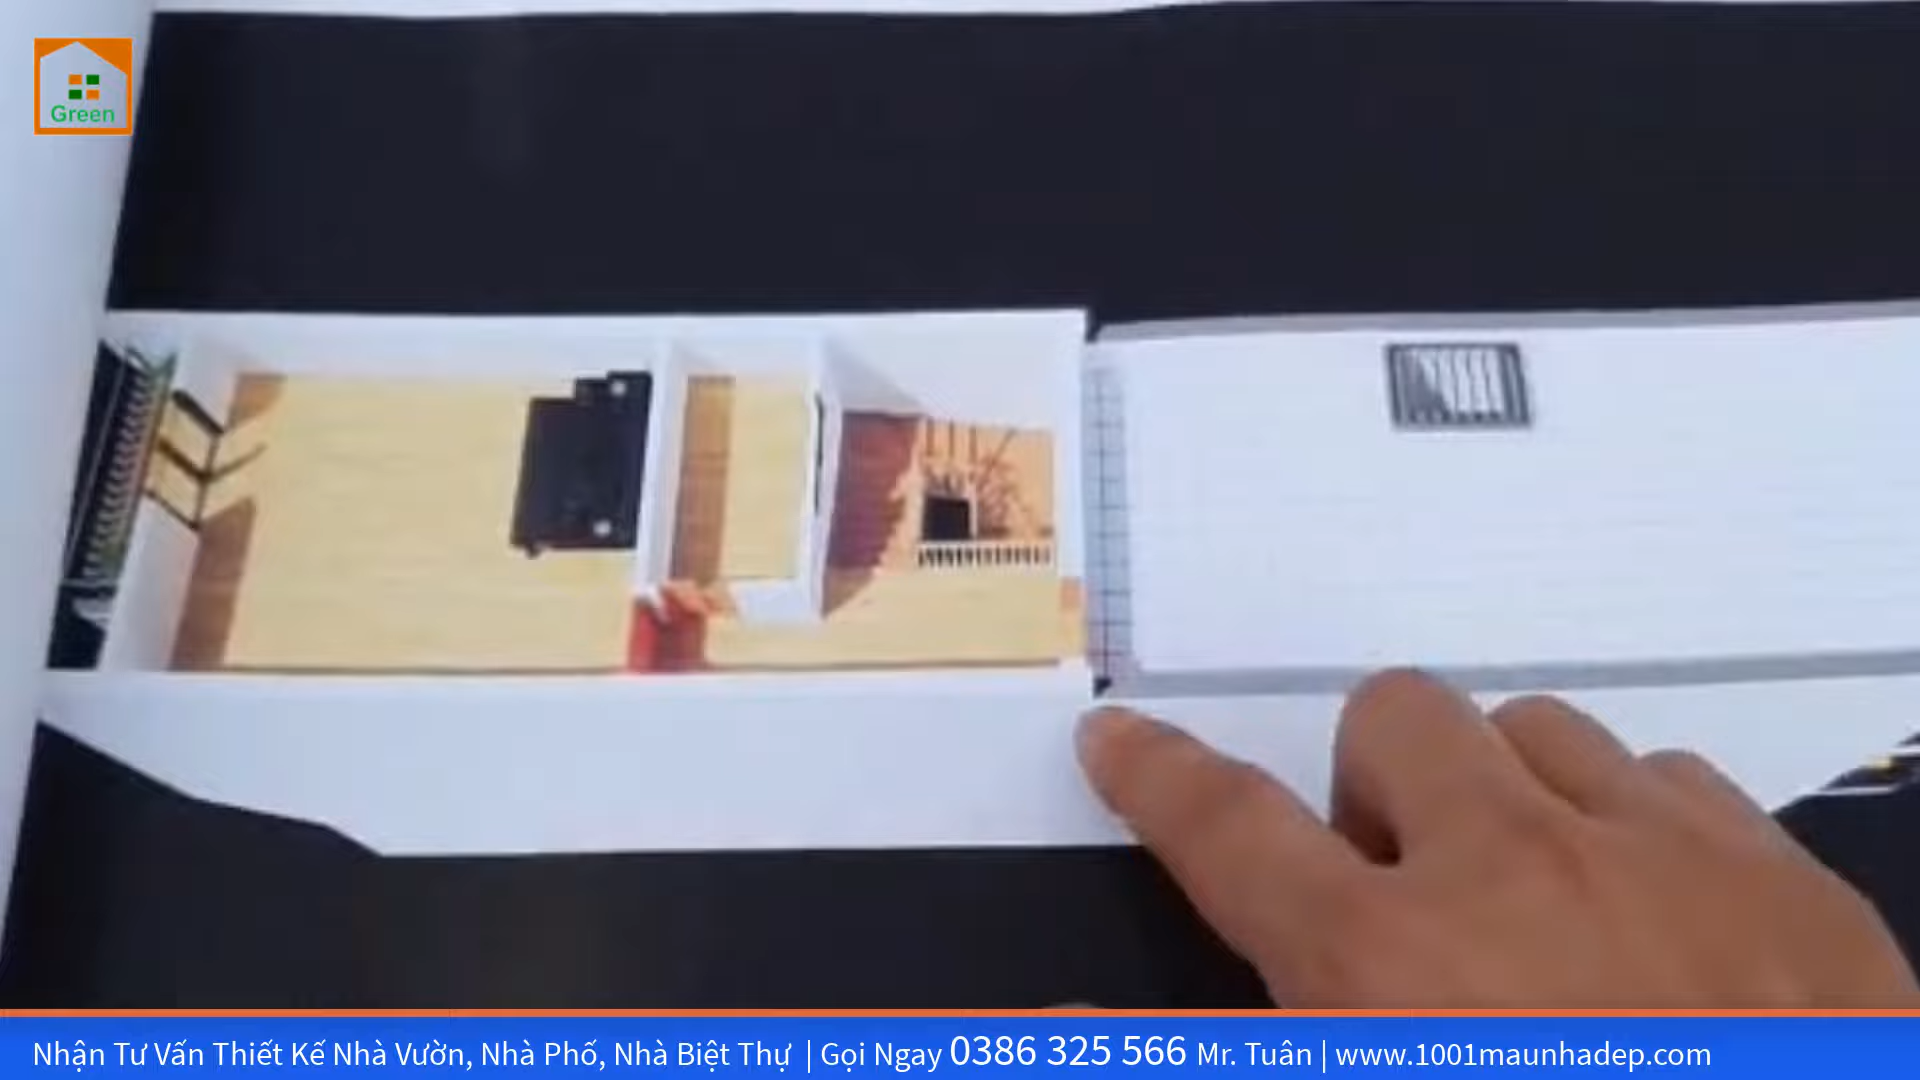 Green
Nhận Tư Vấn Thiết Kế Nhà Vườn, Nhà Phố, Nhà Biệt Thự | Gọi Ngay 0386 325 566 Mr. Tuân | www.1001maunhadep.com